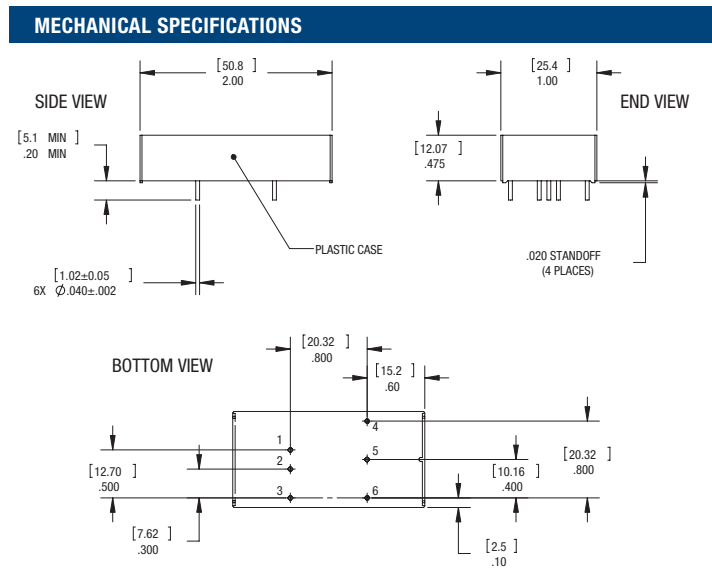 MECHANICAL SPECIFICATIONS
[50.8 ]
2.00
[25.4 ]
1.00
SIDE VIEW
END VIEW
[5.1 MIN ]
.20 MIN
[12.07 ]
.475
PLASTIC CASE
.020 STANDOFF
(4 PLACES)
[1.02±0.05 ]
6X Ø.040±.002
[20.32 ]
.800
BOTTOM VIEW
[15.2 ]
.60
1
2
3
4
5
6
[12.70 ]
.500
[20.32 ]
.800
[10.16 ]
.400
[7.62 ]
.300
[2.5 ]
.10